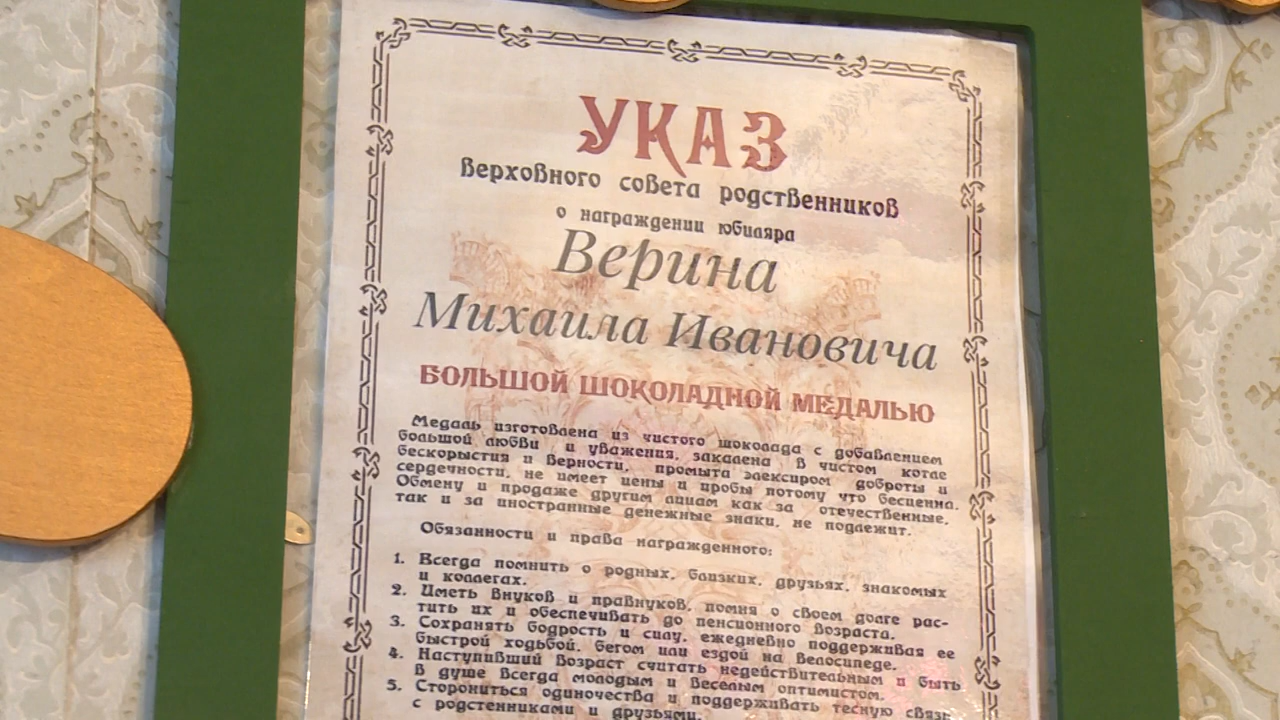 УКАЗ
Верховного совета родственников
о награждении юбиляра
Верина
Михаила Ивановича
БОЛЬШОЙ ШОКОЛАДНОЙ МЕДАЛЬЮ
Медаль изготовлена из чистого шоколада с добавлением
большой любви и уважения, закалена в чистом котле
бескорыстия и верности, промыта элексиром доброты и
сердечности, не имеет цены и пробы потому что бесценна.
Обмену и продаже другим лицам как за отечественные,
так и за иностранные денежные знаки, не подлежит.
Обязанности и права награжденного:
1. Всегда помнить о родных, близких, друзьях, знакомых
и коллегах.
2. Иметь внуков и правнуков, помня о своем долге рас-
тить их и обеспечивать до пенсионного возраста.
3. Сохранять бодрость и силу, ежедневно поддерживая ее
быстрой ходьбой, бегом или ездой на велосипеде.
4. Наступивший возраст считать недействительным и быть
в душе всегда молодым и веселым оптимистом.
5. Сторониться одиночества и поддерживать тесную связь
с родстенниками и друзьями.